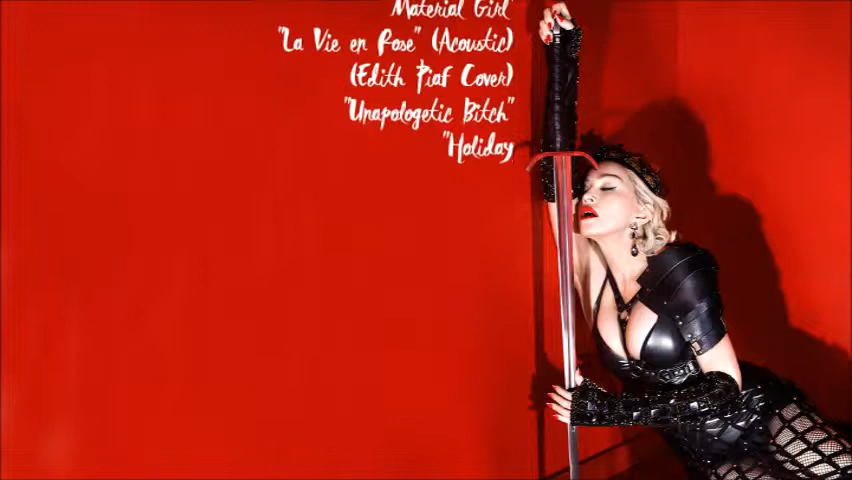 Material Girl"
"La Vie en Rose" (Acoustic)
(Edith Piaf Cover)
"Unapologetic Bitch"
"Holiday